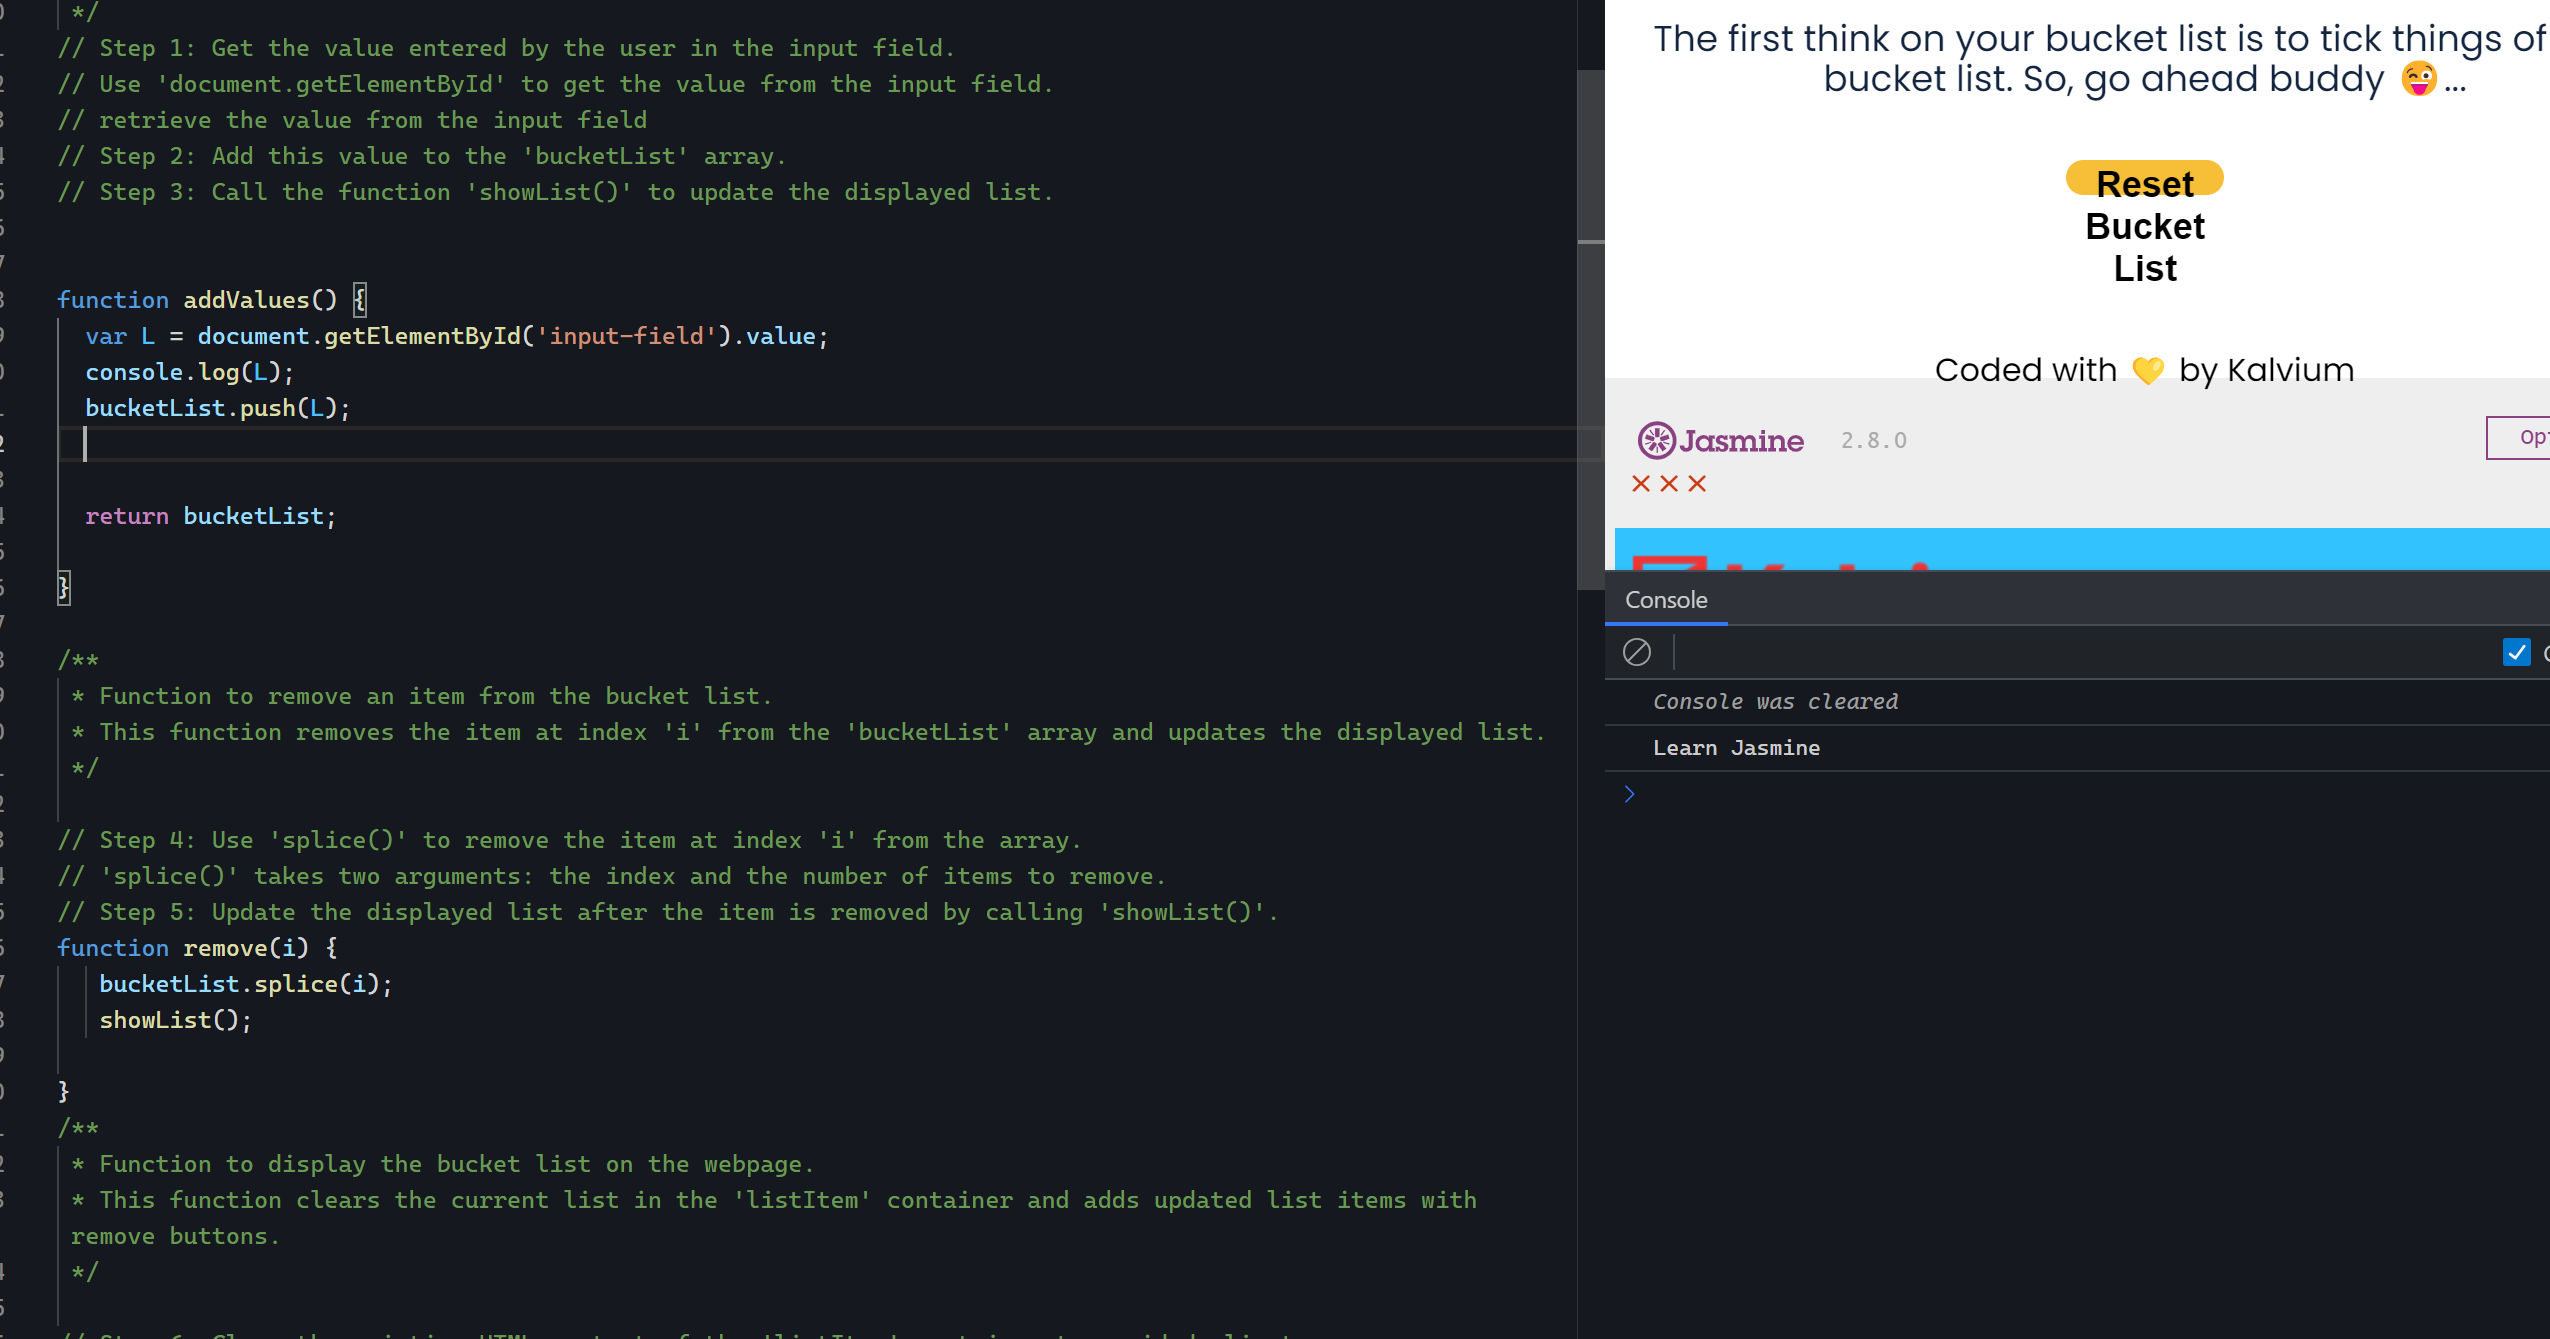 */
// Step 1: Get the value entered by the user in the input field.
// Use 'document.getElementById' to get the value from the input field.
// retrieve the value from the input field
// Step 2: Add this value to the 'bucketList' array.
// Step 3: Call the function 'showList()' to update the displayed list.
function addValues() {
var L = document.getElementById('input-field').value;
console.log(L);
bucketList.push(L);
return bucketList;
}
/**
* Function to remove an item from the bucket list.
* This function removes the item at index 'i' from the 'bucketList' array and updates the displayed list.
*/
// Step 4: Use 'splice()' to remove the item at index 'i' from the array.
// 'splice()' takes two arguments: the index and the number of items to remove.
// Step 5: Update the displayed list after the item is removed by calling 'showList()'.
function remove(i) {
bucketList.splice(i);
showList();
}
/**
* Function to display the bucket list on the webpage.
* This function clears the current list in the 'listItem' container and adds updated list items with
remove buttons.
*/
The first think on your bucket list is to tick things of
bucket list. So, go ahead buddy 😜...
Reset
Bucket
List
Coded with 💛 by Kalvium
Jasmine 2.8.0
×××
Console
Console was cleared
Learn Jasmine
>